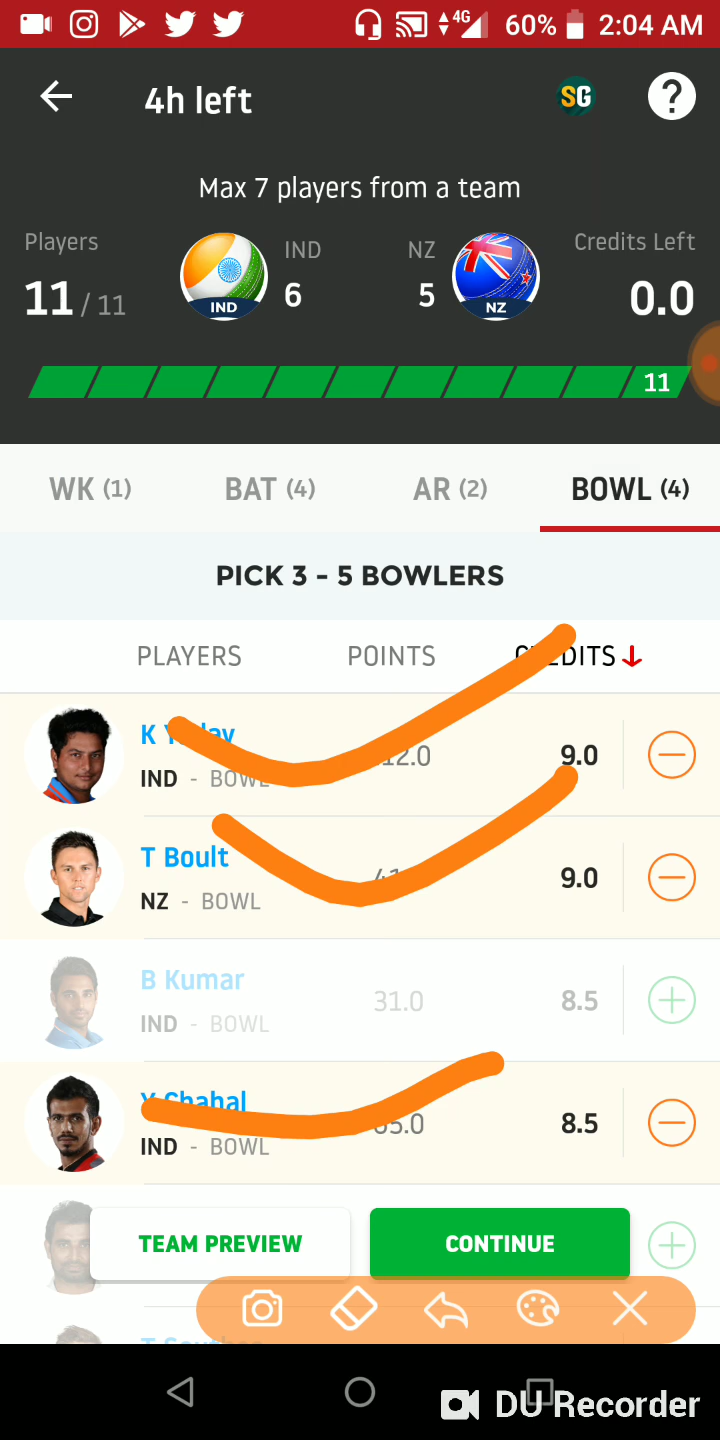 4G 60% 2:04 AM
4h left SG ?
Max 7 players from a team
Players IND NZ Credits Left
11 / 11 6 5 0.0
IND NZ
11
WK (1) BAT (4) AR (2) BOWL (4)
PICK 3 - 5 BOWLERS
PLAYERS POINTS CREDITS
K Yadav
9.0
IND - BOWL
T Boult
9.0
NZ - BOWL
B Kumar
31.0 8.5
IND - BOWL
Y Chahal
8.5
IND - BOWL
TEAM PREVIEW CONTINUE
DU Recorder